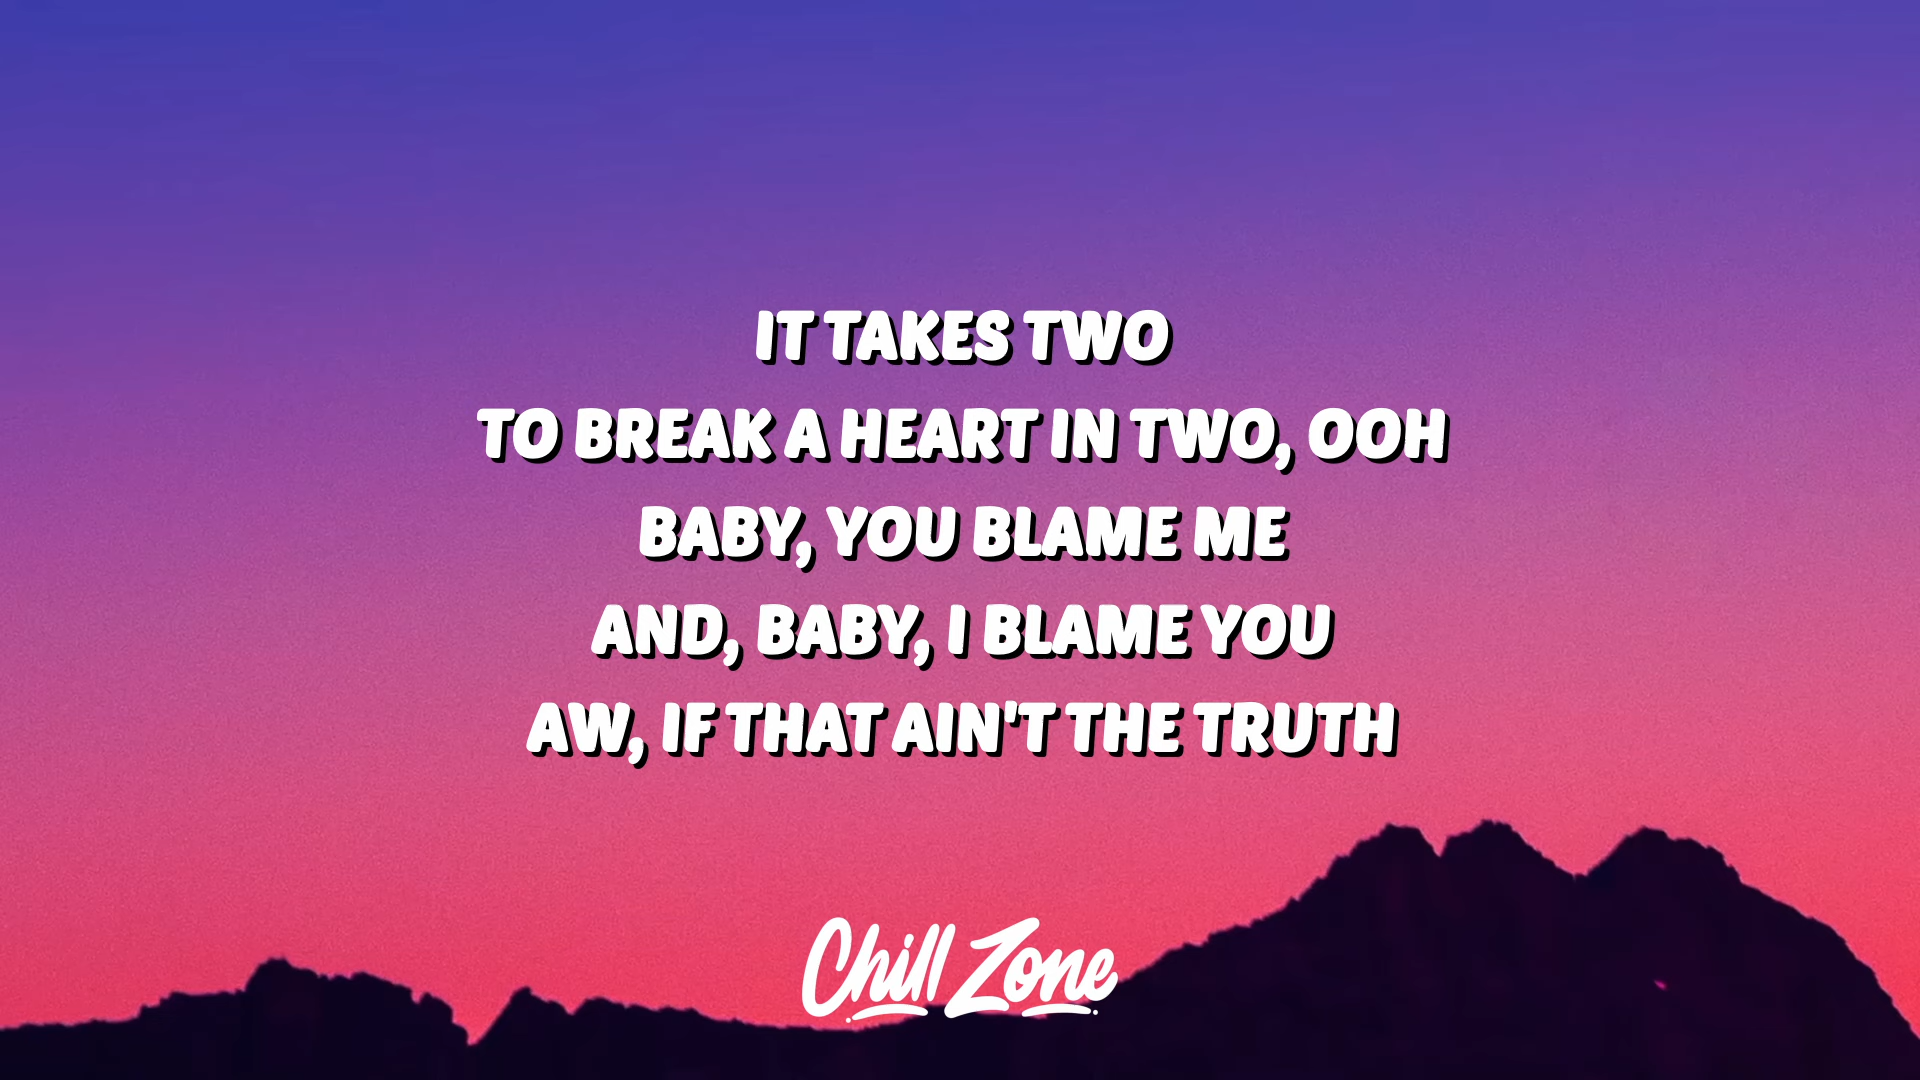 IT TAKES TWO
TO BREAK A HEART IN TWO, OOH
BABY, YOU BLAME ME
AND, BABY, I BLAME YOU
AW, IF THAT AIN'T THE TRUTH
Chill Zone